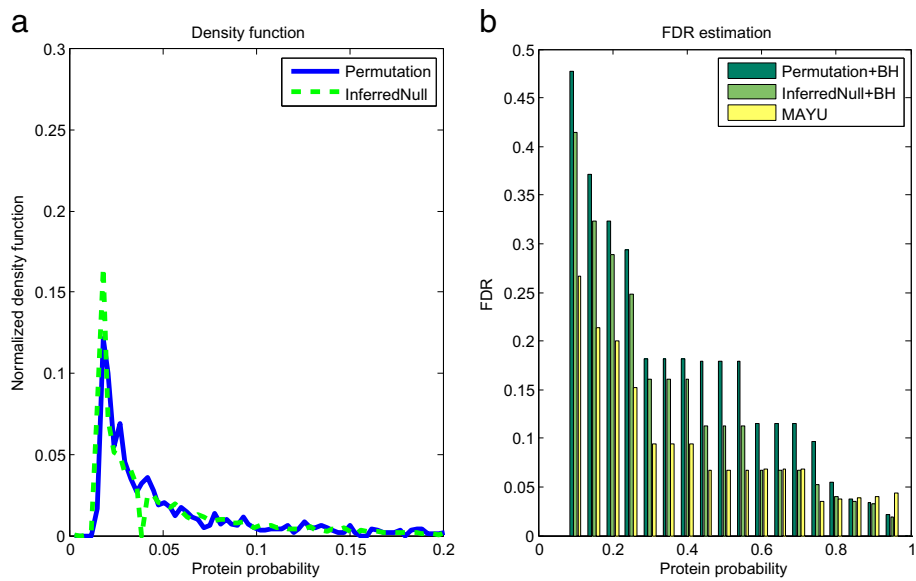 a
Density function
0.3
0.25
0.2
0.15
0.1
0.05
0
0
0.05
0.1
0.15
0.2
Normalized density function
Protein probability
Permutation
InferredNull
b
FDR estimation
0.5
0.45
0.4
0.35
0.3
0.25
0.2
0.15
0.1
0.05
0
0
0.2
0.4
0.6
0.8
1
FDR
Protein probability
Permutation+BH
InferredNull+BH
MAYU